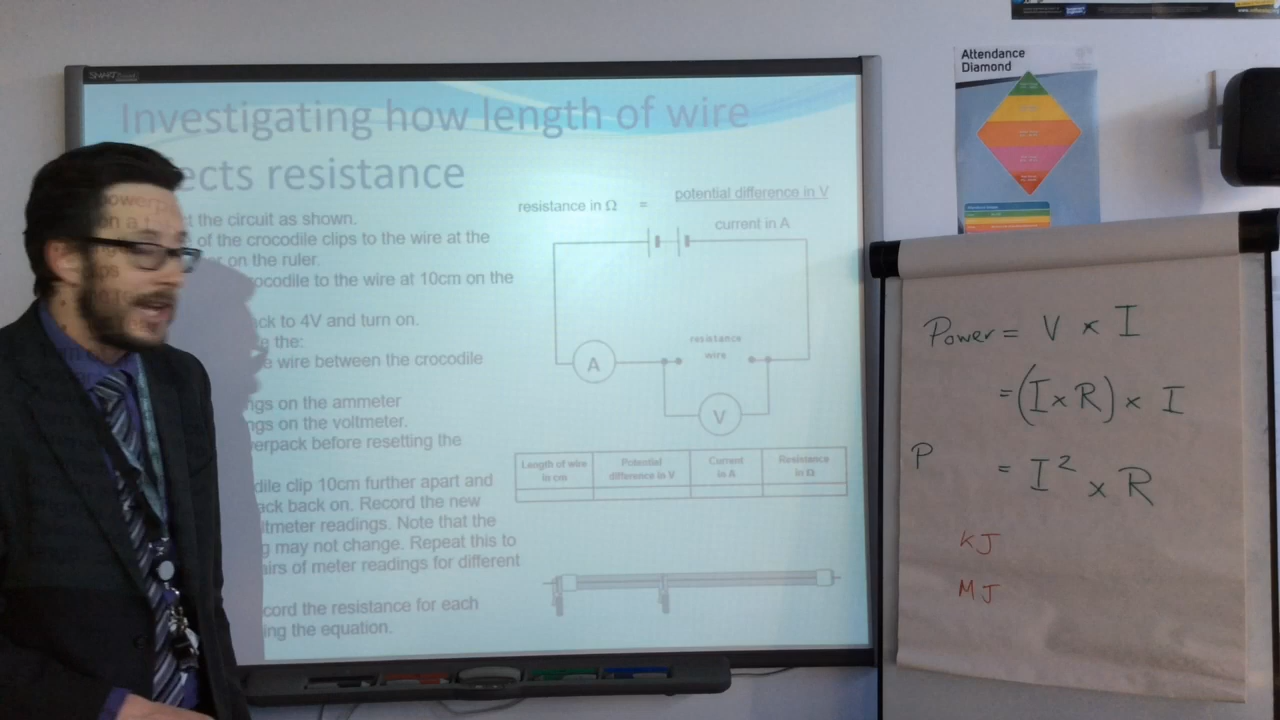 SMART Board
Investigating how length of wire
ects resistance
the circuit as shown.
of the crocodile clips to the wire at the
on the ruler.
ocodile to the wire at 10cm on the
ck to 4V and turn on.
e the:
e wire between the crocodile
ngs on the ammeter
ngs on the voltmeter.
erpack before resetting the
dile clip 10cm further apart and
ack back on. Record the new
ltmeter readings. Note that the
g may not change. Repeat this to
airs of meter readings for different
cord the resistance for each
ing the equation.
resistance in Ω = potential difference in V
current in A
A
resistance
wire
V
Length of wire in cm Potential difference in V Current in A Resistance in Ω
Attendance
Diamond
Power = V × I
= (I × R) × I
P = I² × R
KJ
MJ